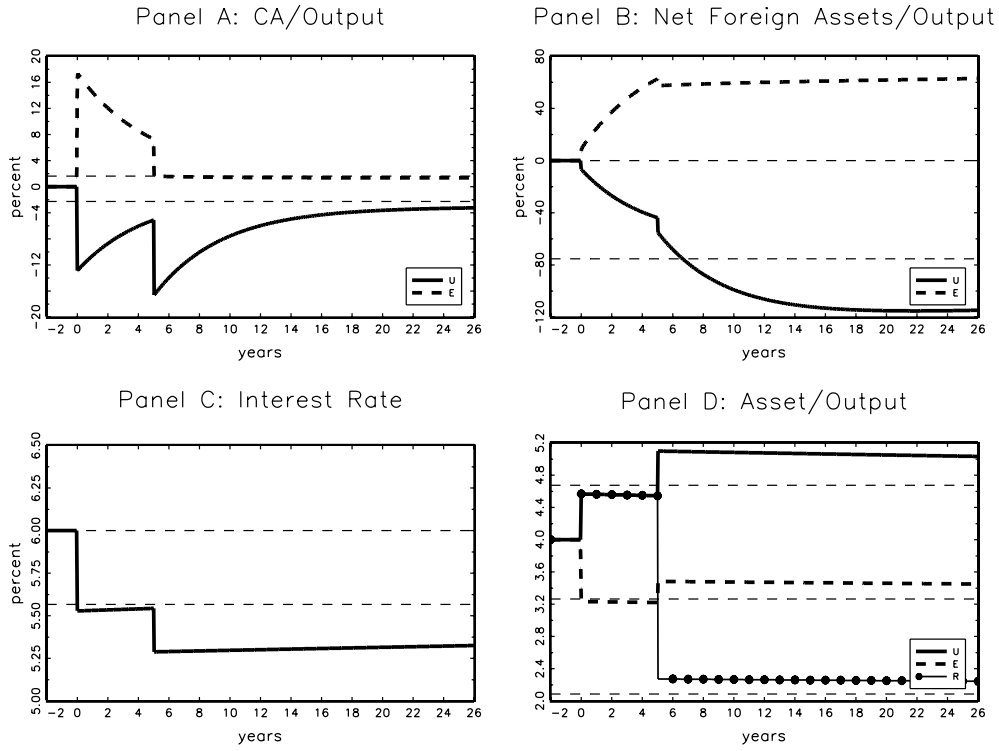 Panel A: CA/Output
percent
20
16
12
8
4
0
−4
−12
−20
U
E
−2 0 2 4 6 8 10 12 14 16 18 20 22 24 26
years
Panel B: Net Foreign Assets/Output
percent
80
40
0
−40
−80
−120
U
E
−2 0 2 4 6 8 10 12 14 16 18 20 22 24 26
years
Panel C: Interest Rate
percent
6.50
6.25
6.00
5.75
5.50
5.25
5.00
−2 0 2 4 6 8 10 12 14 16 18 20 22 24 26
years
Panel D: Asset/Output
5.2
4.8
4.4
4.0
3.6
3.2
2.8
2.4
2.0
U
E
R
−2 0 2 4 6 8 10 12 14 16 18 20 22 24 26
years